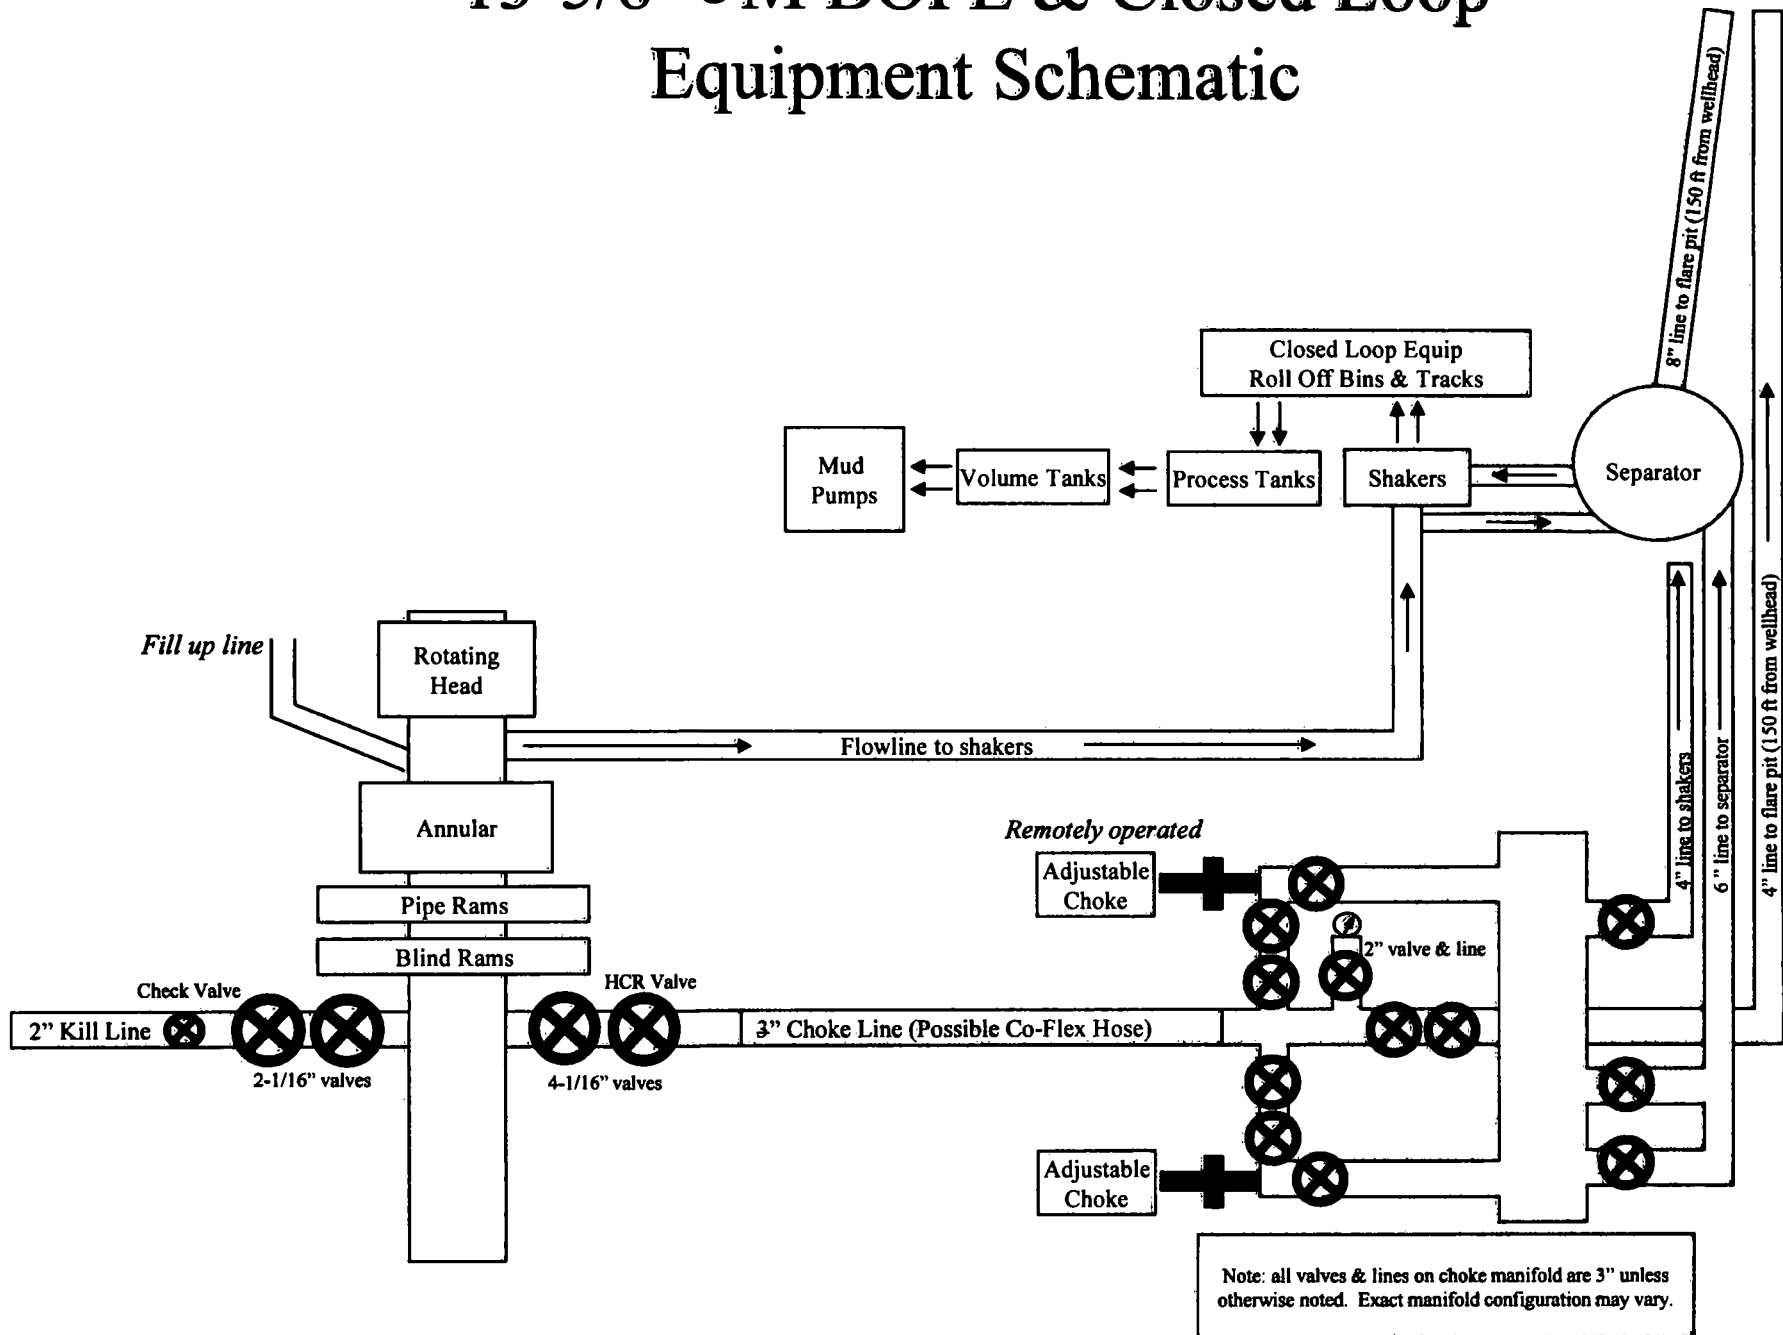 M BOPE & Closed Loop
Equipment Schematic
8" line to flare pit (150 ft from wellhead)
Closed Loop Equip
Roll Off Bins & Tracks
Mud
Pumps
Volume Tanks
Process Tanks
Shakers
Separator
Fill up line
Rotating
Head
Flowline to shakers
Annular
Pipe Rams
Blind Rams
Remotely operated
Adjustable
Choke
2" valve & line
4" line to shakers
6" line to separator
4" line to flare pit (150 ft from wellhead)
Check Valve
HCR Valve
2" Kill Line
3" Choke Line (Possible Co-Flex Hose)
2-1/16" valves
4-1/16" valves
Adjustable
Choke
Note: all valves & lines on choke manifold are 3" unless
otherwise noted. Exact manifold configuration may vary.